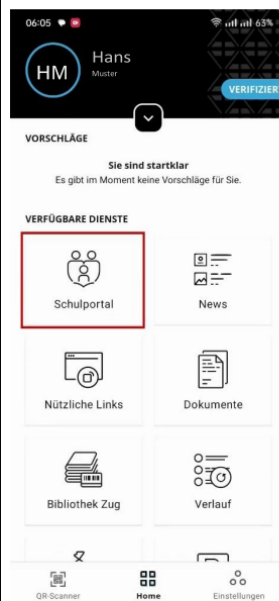 06:05
63%
HM
Hans
Muster
VERIFIZIER
VORSCHLÄGE
Sie sind startklar
Es gibt im Moment keine Vorschläge für Sie.
VERFÜGBARE DIENSTE
Schulportal
News
Nützliche Links
Dokumente
Bibliothek Zug
Verlauf
QR-Scanner
Home
Einstellungen